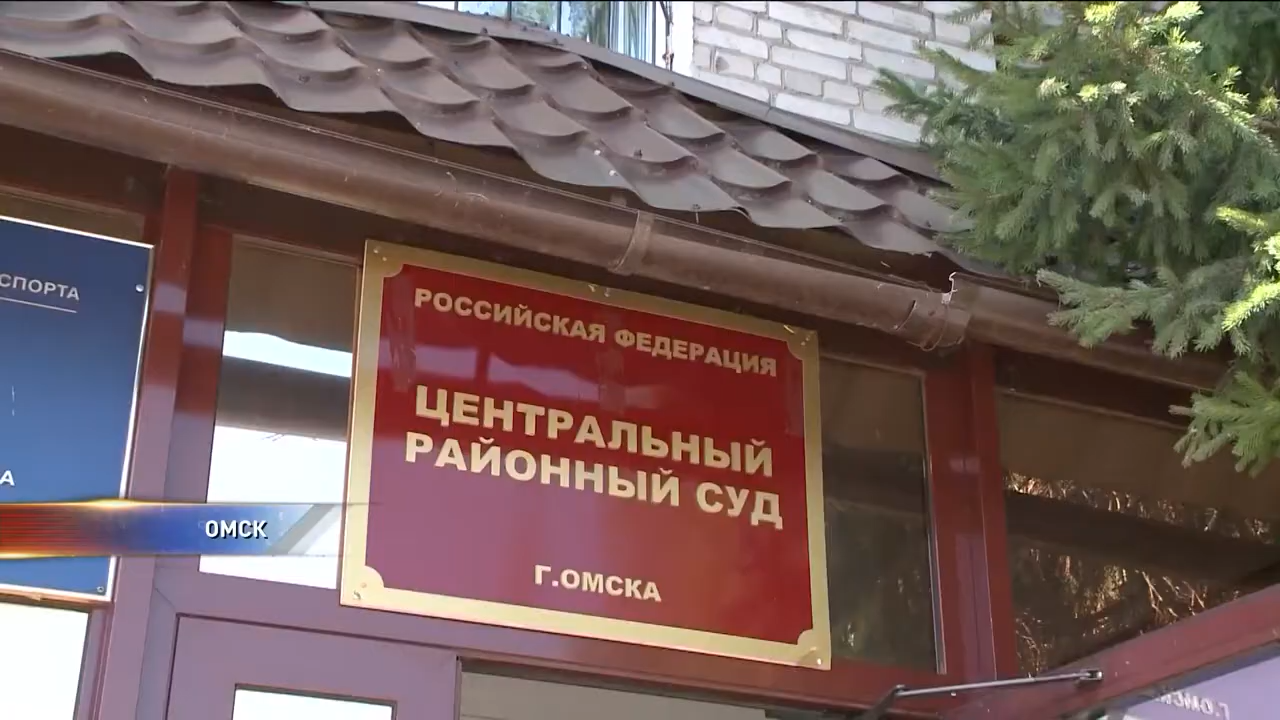 СПОРТА
А
РОССИЙСКАЯ ФЕДЕРАЦИЯ
ЦЕНТРАЛЬНЫЙ
РАЙОННЫЙ СУД
Г.ОМСКА
ОМСК